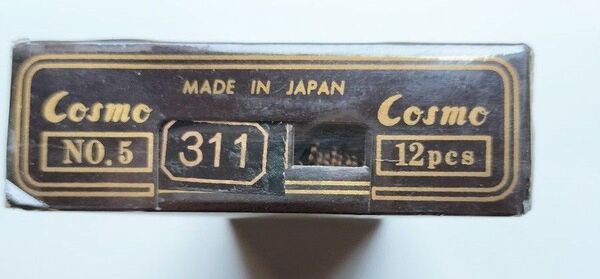 MADE IN JAPAN
Cosmo
NO.5
311
Cosmo
12pcs